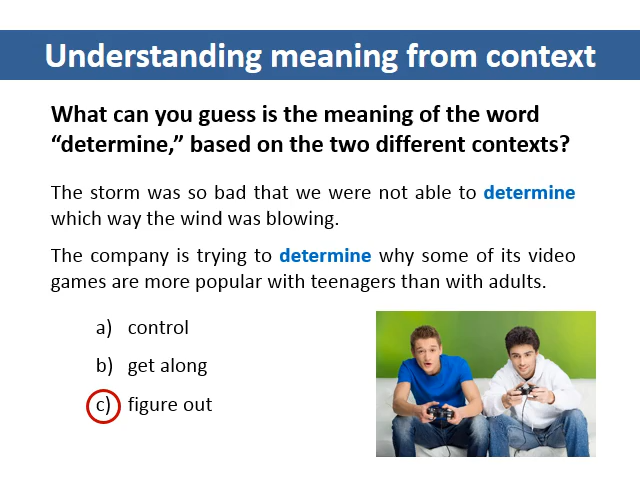 Understanding meaning from context
What can you guess is the meaning of the word
“determine,” based on the two different contexts?
The storm was so bad that we were not able to determine
which way the wind was blowing.
The company is trying to determine why some of its video
games are more popular with teenagers than with adults.
a) control
b) get along
c) figure out